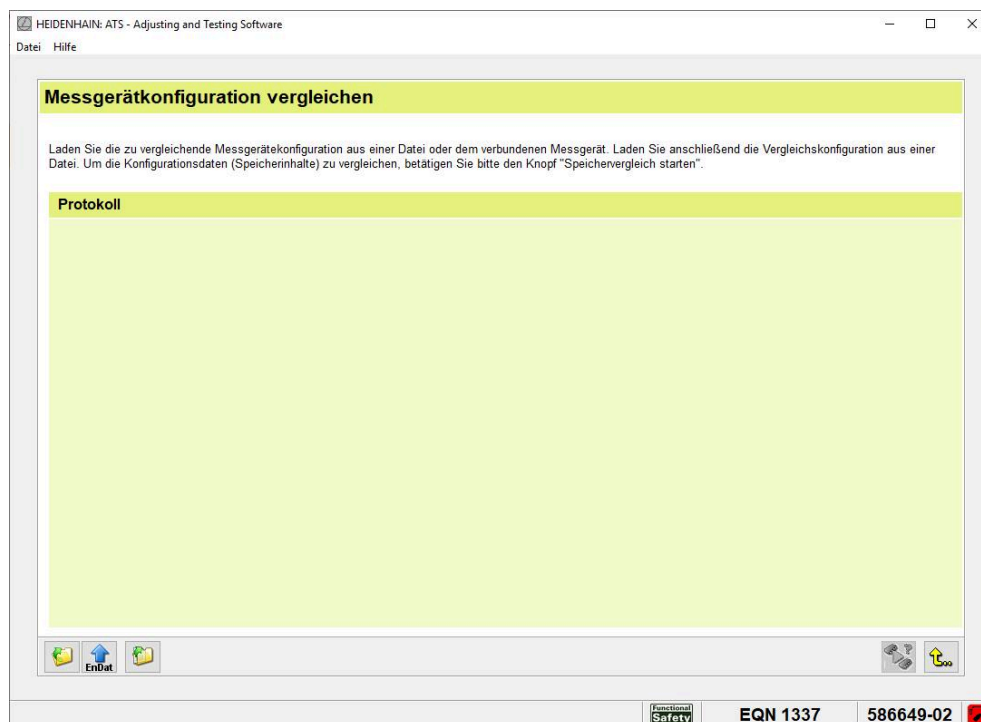 HEIDENHAIN: ATS - Adjusting and Testing Software
Datei Hilfe
Messgerätkonfiguration vergleichen
Laden Sie die zu vergleichende Messgerätekonfiguration aus einer Datei oder dem verbundenen Messgerät. Laden Sie anschließend die Vergleichskonfiguration aus einer
Datei. Um die Konfigurationsdaten (Speicherinhalte) zu vergleichen, betätigen Sie bitte den Knopf "Speichervergleich starten".
Protokoll
EnDat
?
Functional
Safety
EQN 1337
586649-02